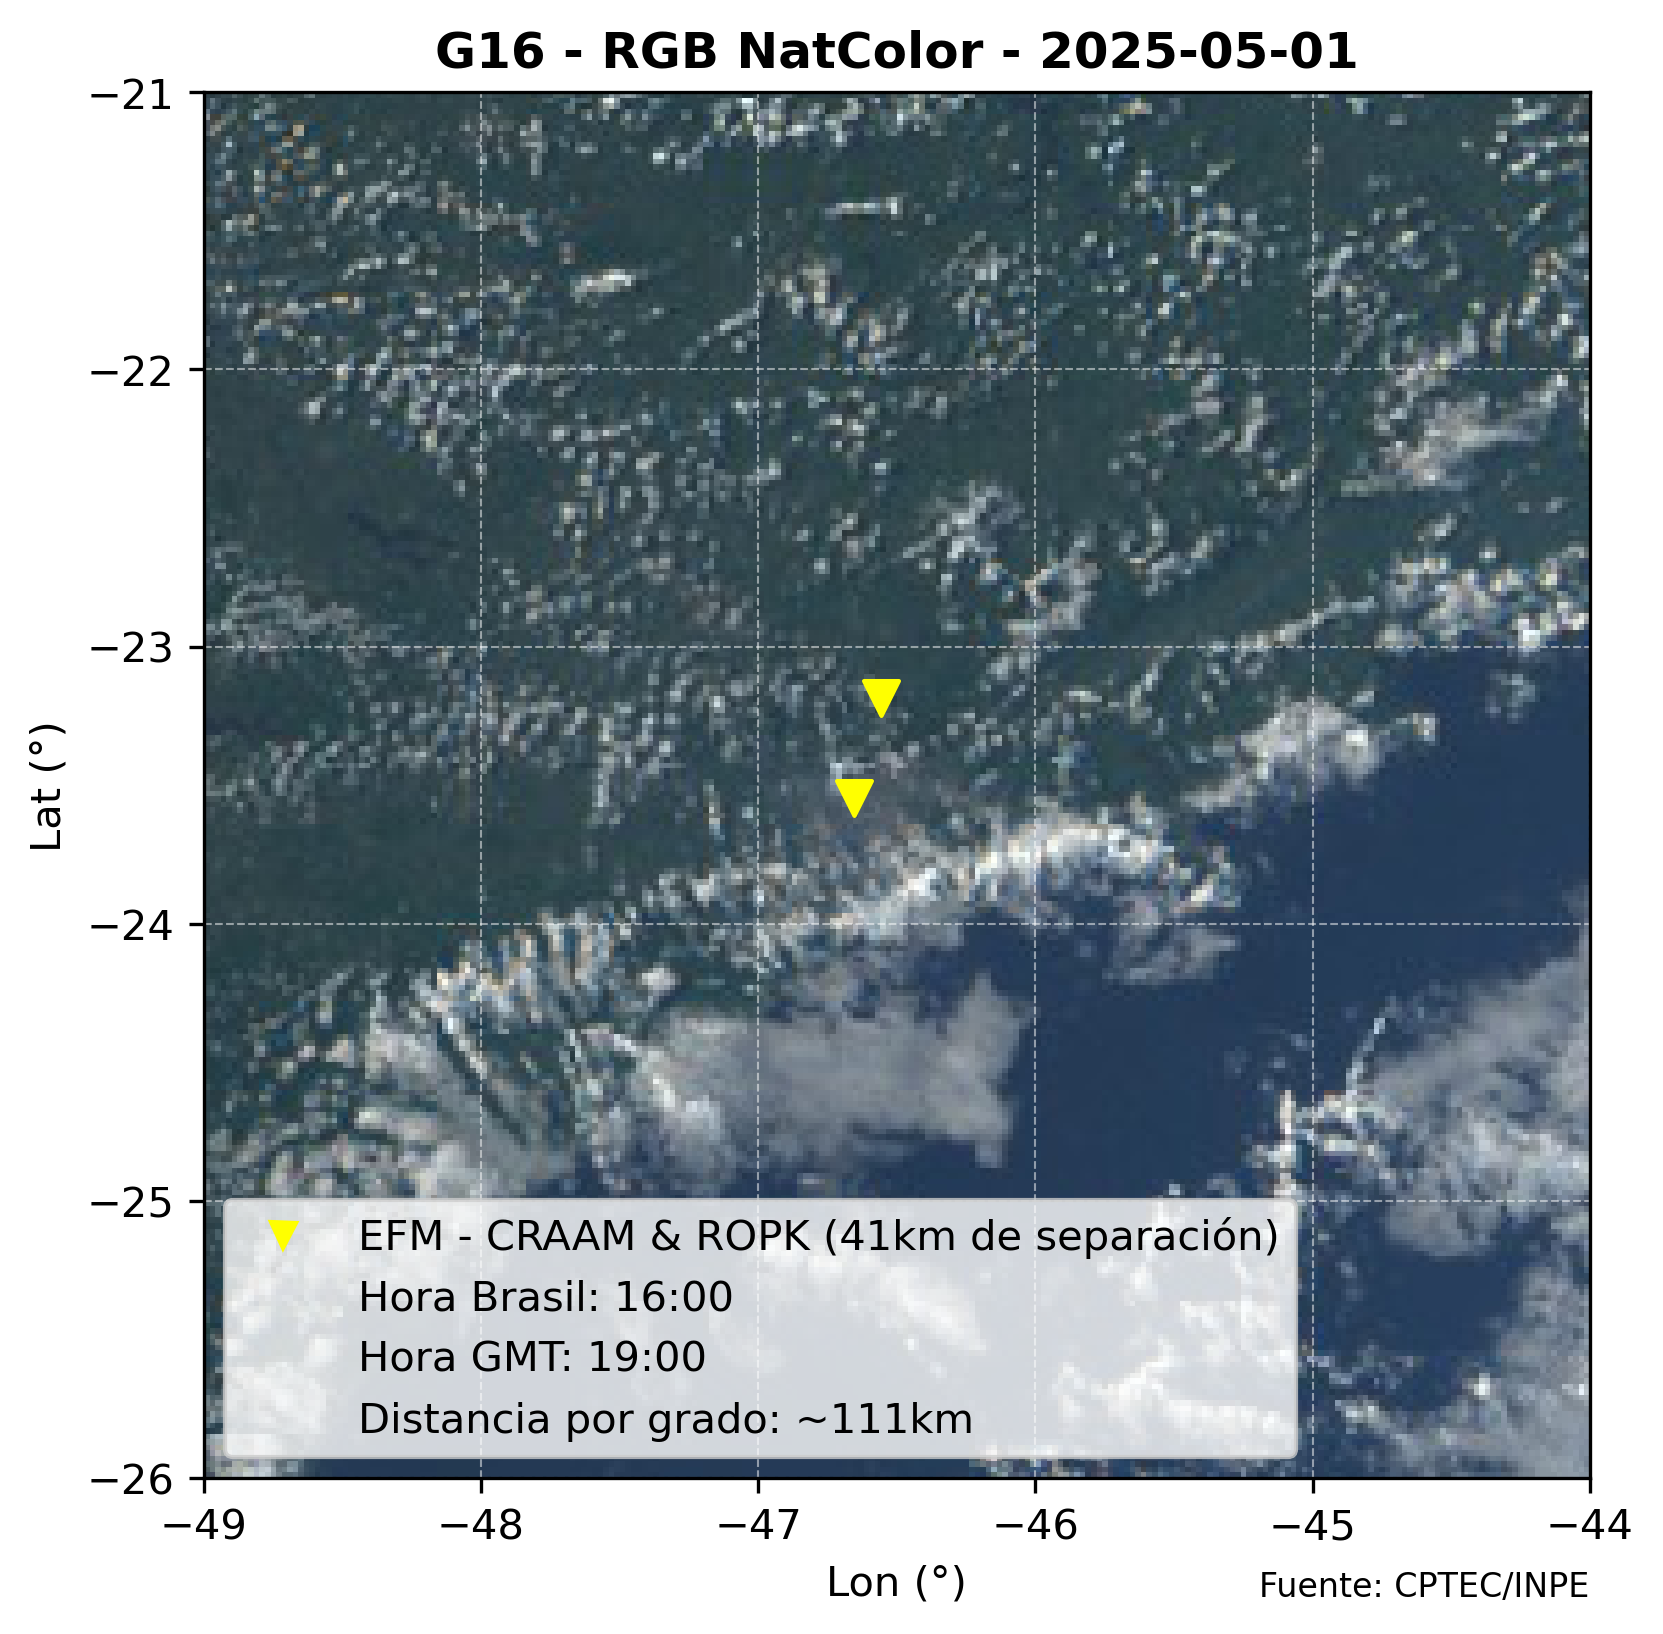 G16 - RGB NatColor - 2025-05-01
−21
−22
−23
−24
−25
−26
Lat (°)
EFM - CRAAM & ROPK (41km de separación)
Hora Brasil: 16:00
Hora GMT: 19:00
Distancia por grado: ~111km
−49 −48 −47 −46 −45 −44
Lon (°)
Fuente: CPTEC/INPE